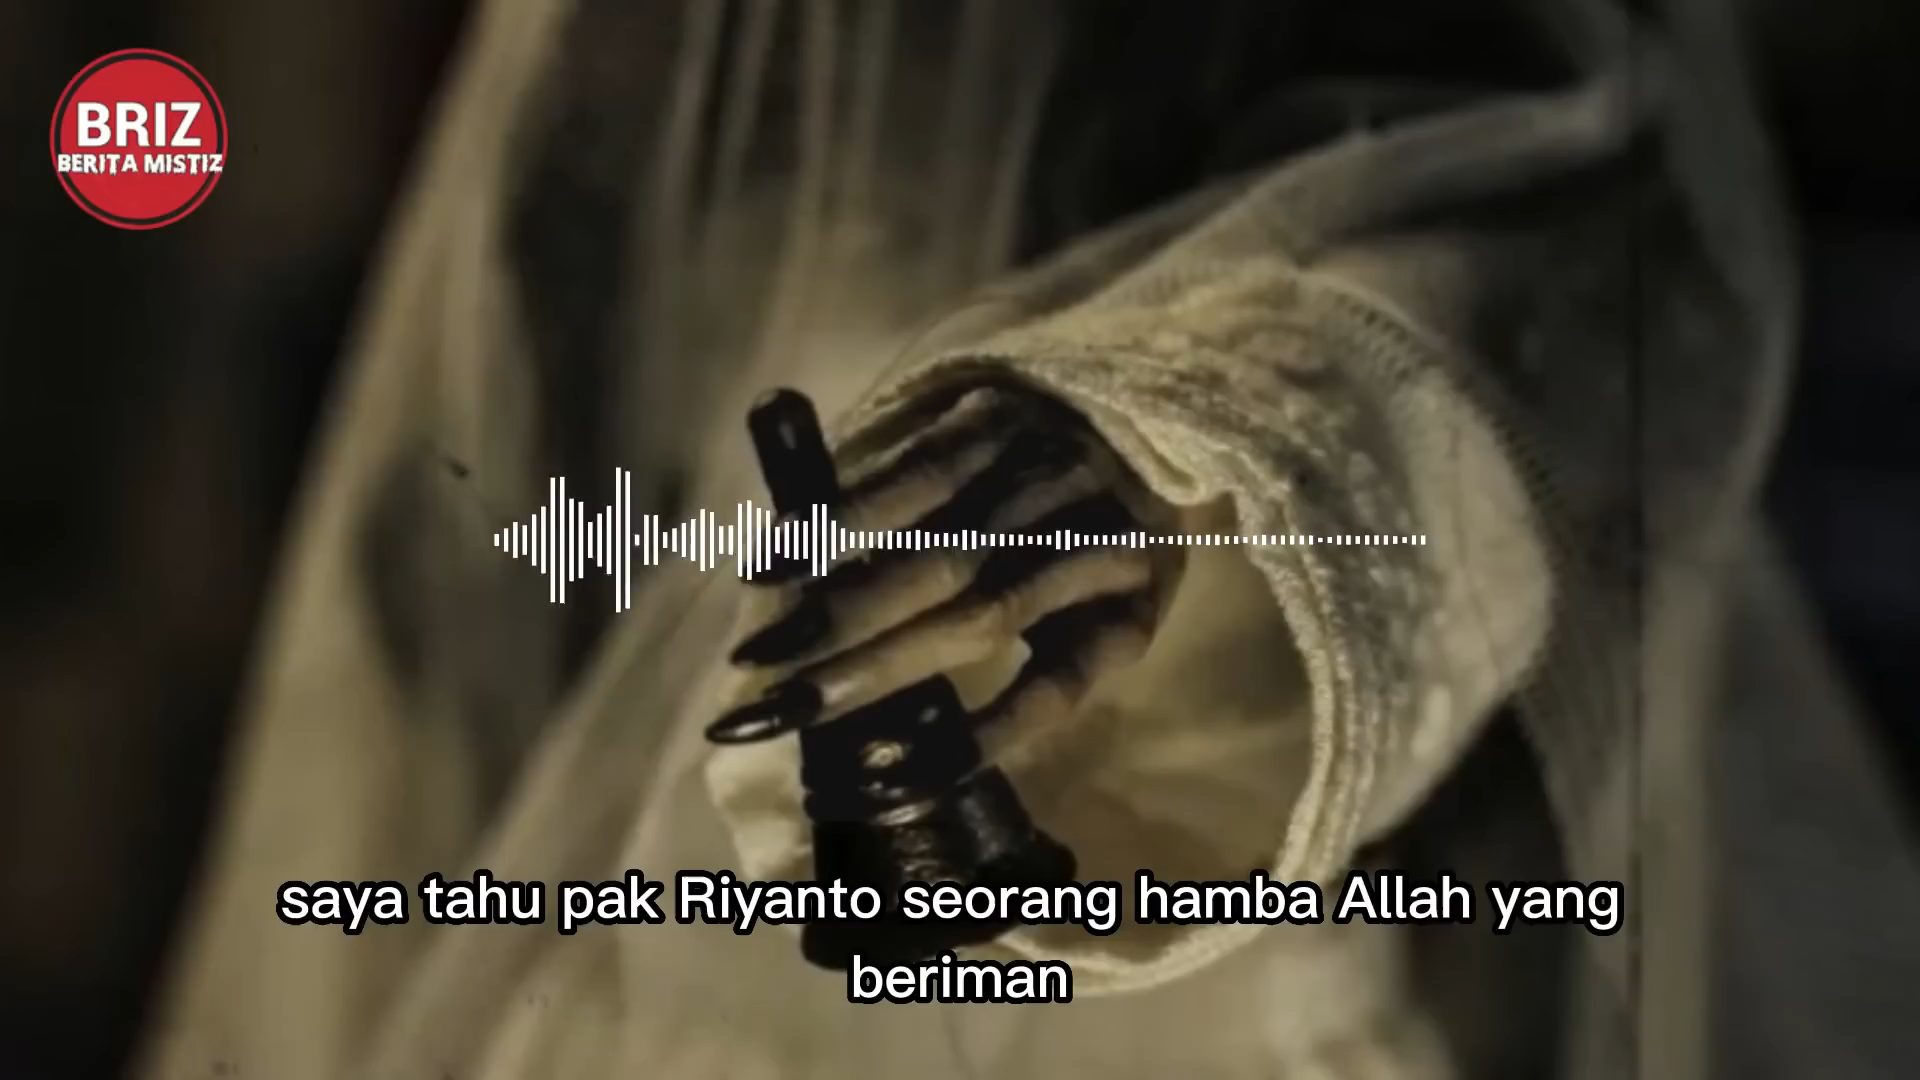 BRIZ
BERITA MISTIZ
saya tahu pak Riyanto seorang hamba Allah yang
beriman